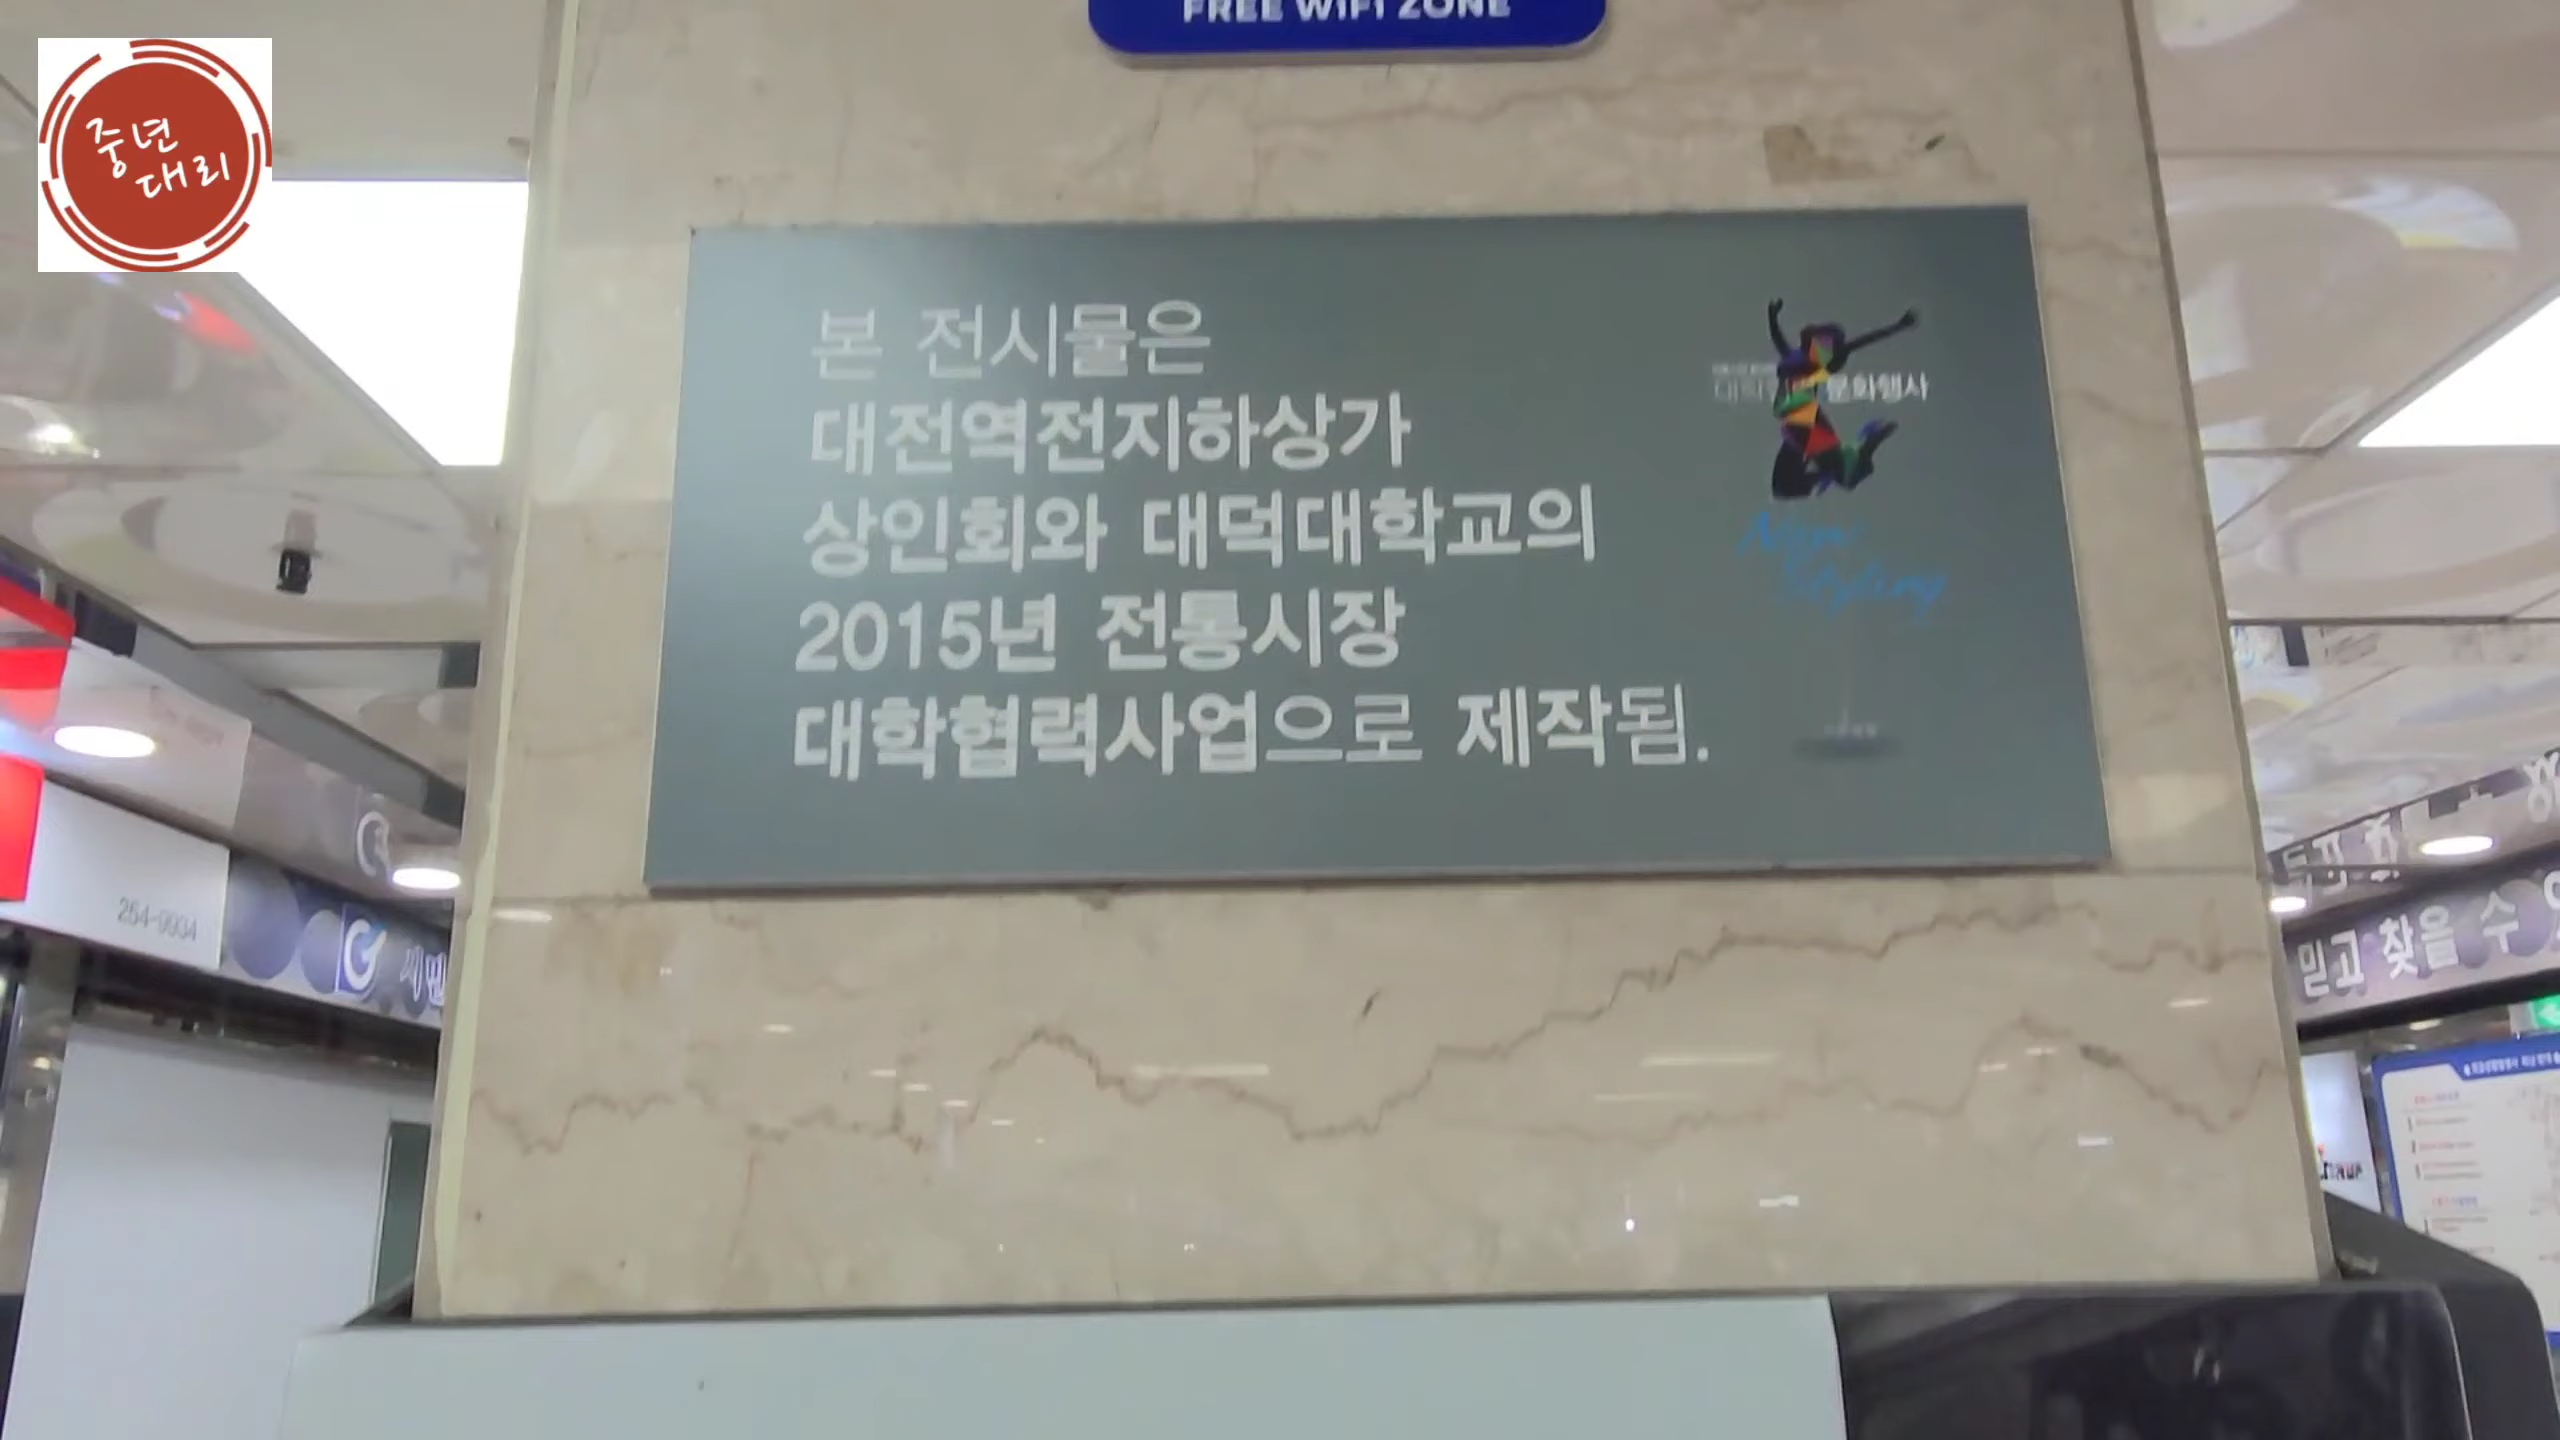 FREE WIFI ZONE
중년
대리
본 전시물은
대전역전지하상가
상인회와 대덕대학교의
2015년 전통시장
대학협력사업으로 제작됨.
문화행사
New
Styling
254-9934
믿고 찾을 수